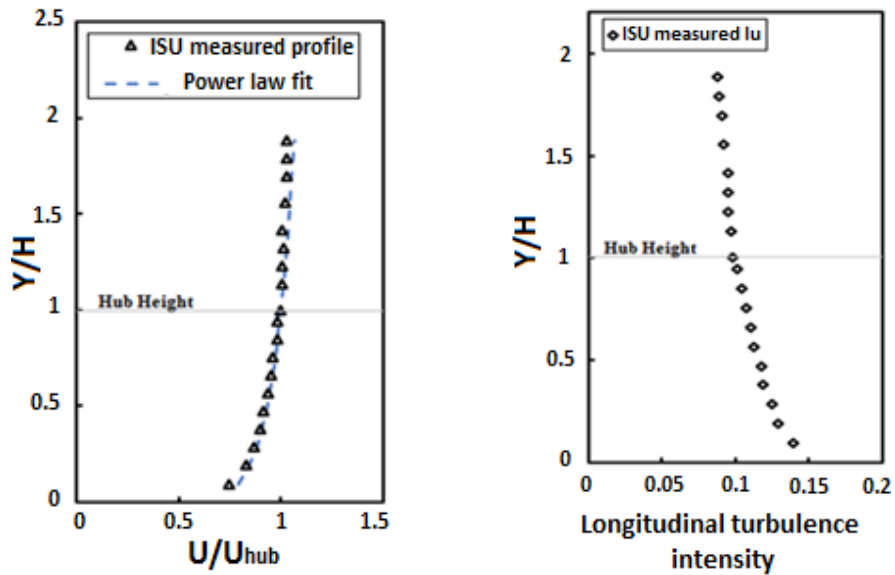 2.5
ISU measured profile
Power law fit
2
1.5
Y/H
Hub Height
1
0.5
0
0
0.5
1
1.5
U/Uhub
ISU measured Iu
2
1.5
Y/H
Hub Height
1
0.5
0
0
0.05
0.1
0.15
0.2
Longitudinal turbulence
intensity